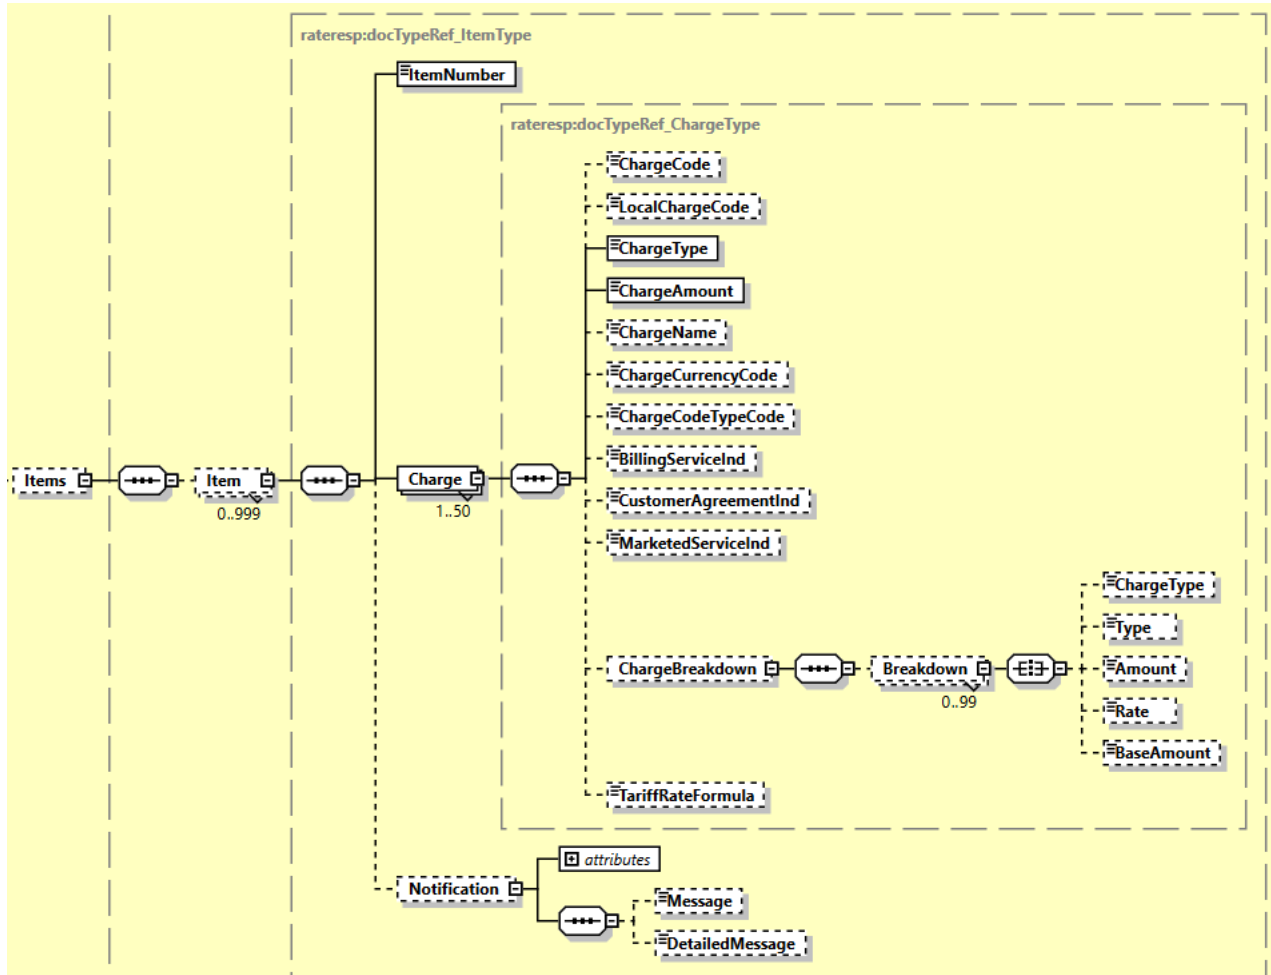 rateresp:docTypeRef_ItemType
ItemNumber
rateresp:docTypeRef_ChargeType
ChargeCode
LocalChargeCode
ChargeType
ChargeAmount
ChargeName
ChargeCurrencyCode
ChargeCodeTypeCode
BillingServiceInd
Items
Item
0..999
Charge
1..50
CustomerAgreementInd
MarketedServiceInd
ChargeBreakdown
Breakdown
0..99
ChargeType
Type
Amount
Rate
BaseAmount
TariffRateFormula
Notification
attributes
Message
DetailedMessage